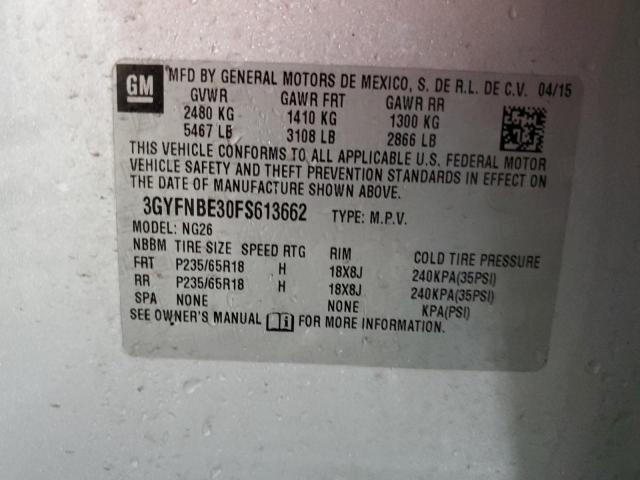 GM
MFD BY GENERAL MOTORS DE MEXICO, S. DE R.L. DE C.V. 04/15
GVWR GAWR FRT GAWR RR
2480 KG 1410 KG 1300 KG
5467 LB 3108 LB 2866 LB
THIS VEHICLE CONFORMS TO ALL APPLICABLE U.S. FEDERAL MOTOR
VEHICLE SAFETY AND THEFT PREVENTION STANDARDS IN EFFECT ON
THE DATE OF MANUFACTURE SHOWN ABOVE.
3GYFNBE30FS613662 TYPE: M.P.V.
MODEL: NG26
NBBM TIRE SIZE SPEED RTG RIM COLD TIRE PRESSURE
FRT P235/65R18 H 18X8J 240KPA(35PSI)
RR P235/65R18 H 18X8J 240KPA(35PSI)
SPA NONE NONE KPA(PSI)
SEE OWNER'S MANUAL FOR MORE INFORMATION.